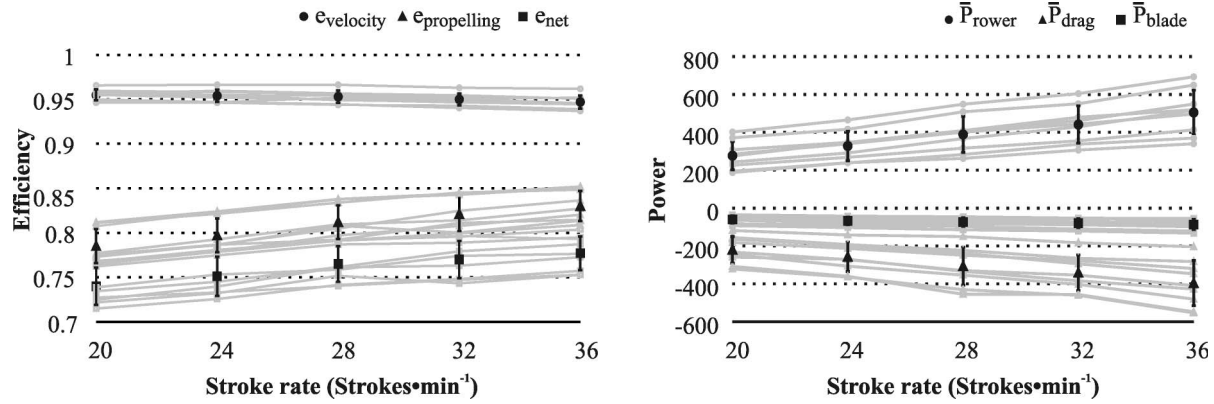 e_velocity e_propelling e_net
1
0.95
0.9
0.85
0.8
0.75
0.7
Efficiency
20 24 28 32 36
Stroke rate (Strokes•min⁻¹)
P̄_rower P̄_drag P̄_blade
800
600
400
200
0
-200
-400
-600
Power
20 24 28 32 36
Stroke rate (Strokes•min⁻¹)